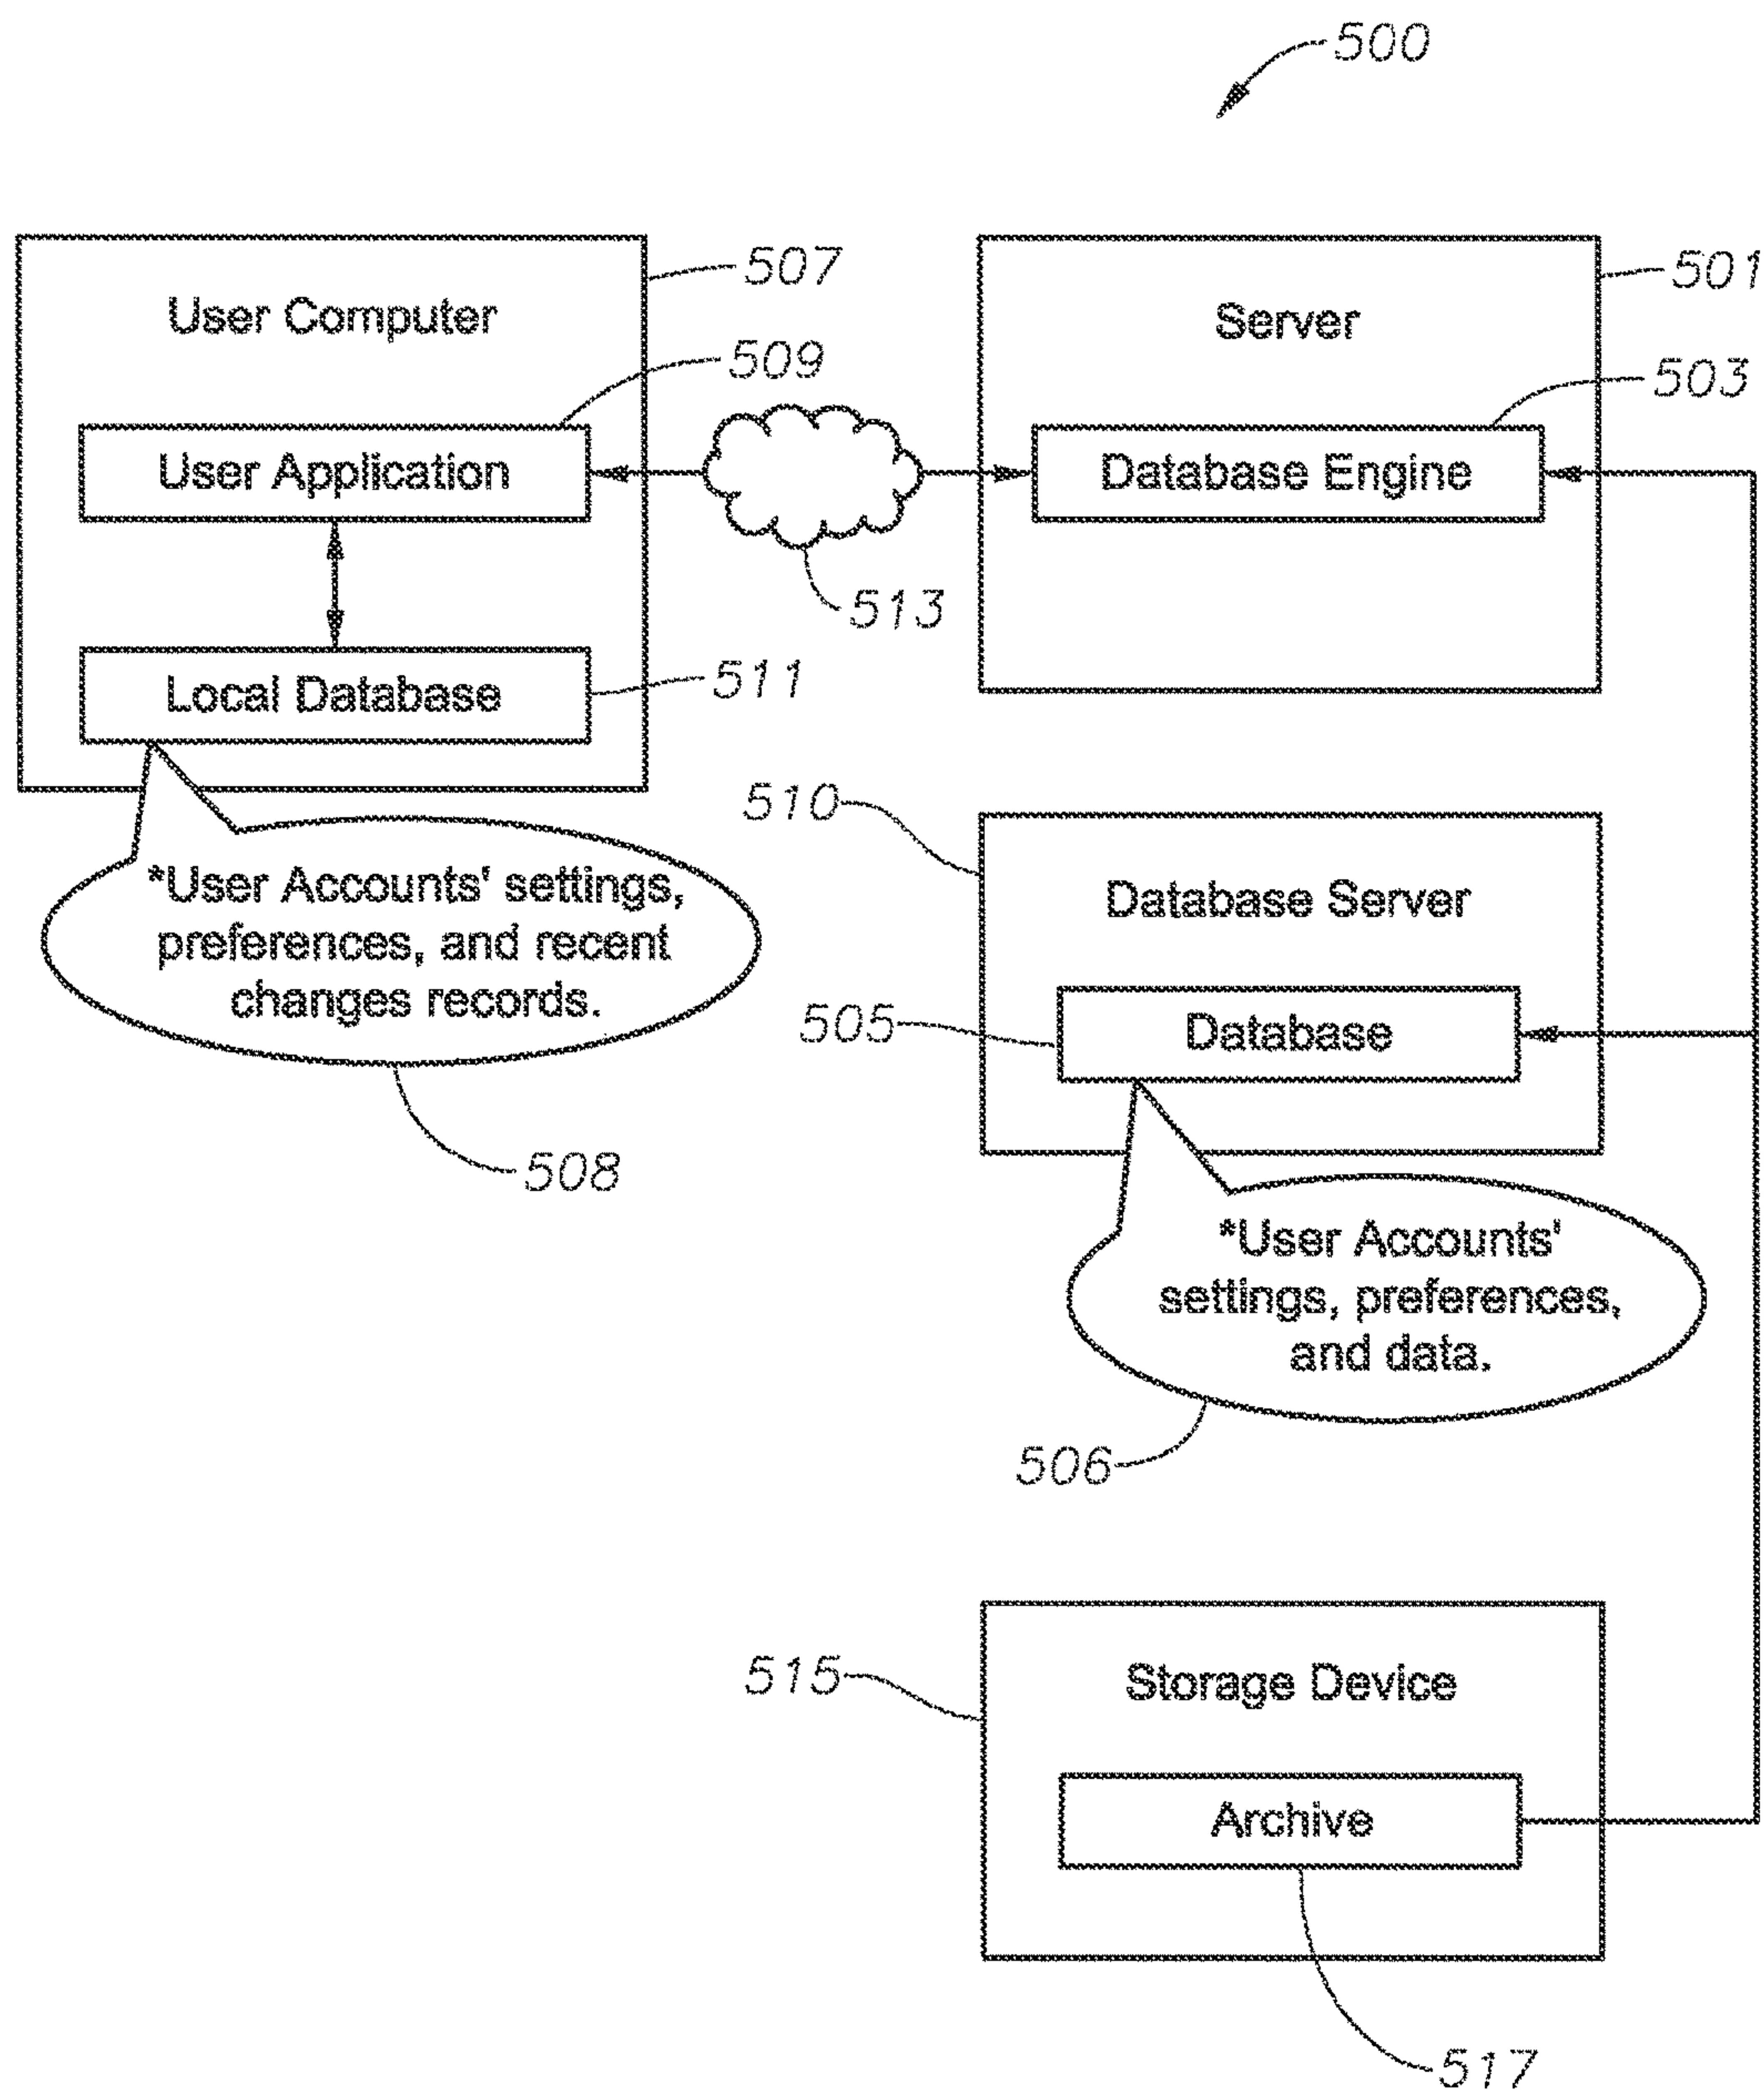 500
507
User Computer
501
Server
509
503
User Application
Database Engine
513
Local Database
511
510
*User Accounts' settings,
preferences, and recent
changes records.
Database Server
505
Database
508
*User Accounts'
settings, preferences,
and data.
506
515
Storage Device
Archive
517